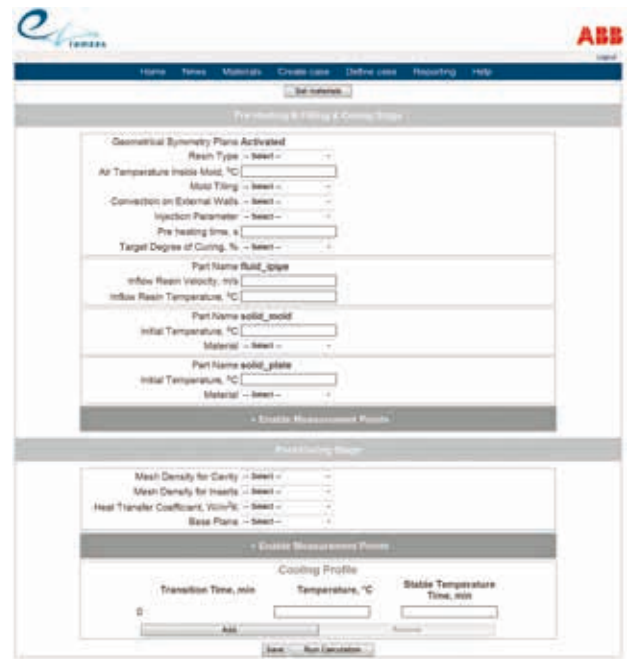 e
ramzes
ABB
Logout
Home News Materials Create case Define case Reporting Help
Set materials
Pre-Heating & Filling & Curing Stage
Geometrical Symmetry Plane Activated
Resin Type -- Select --
Air Temperature Inside Mold, °C
Mold Tilting -- Select --
Convection on External Walls -- Select --
Injection Parameter -- Select --
Pre heating time, s
Target Degree of Curing, % -- Select --
Part Name
Inflow Resin Velocity, m/s
Inflow Resin Temperature, °C
Part Name solid_mold
Initial Temperature, °C
Material -- Select --
Part Name solid_plate
Initial Temperature, °C
Material -- Select --
+ Enable Measurement Points
Post-Curing Stage
Mesh Density for Cavity -- Select --
Mesh Density for Inserts -- Select --
Heat Transfer Coefficient, W/m²K -- Select --
Base Plane -- Select --
+ Enable Measurement Points
Cooling Profile
Transition Time, min Temperature, °C Stable Temperature Time, min
0
Add Remove
Save Run Calculation